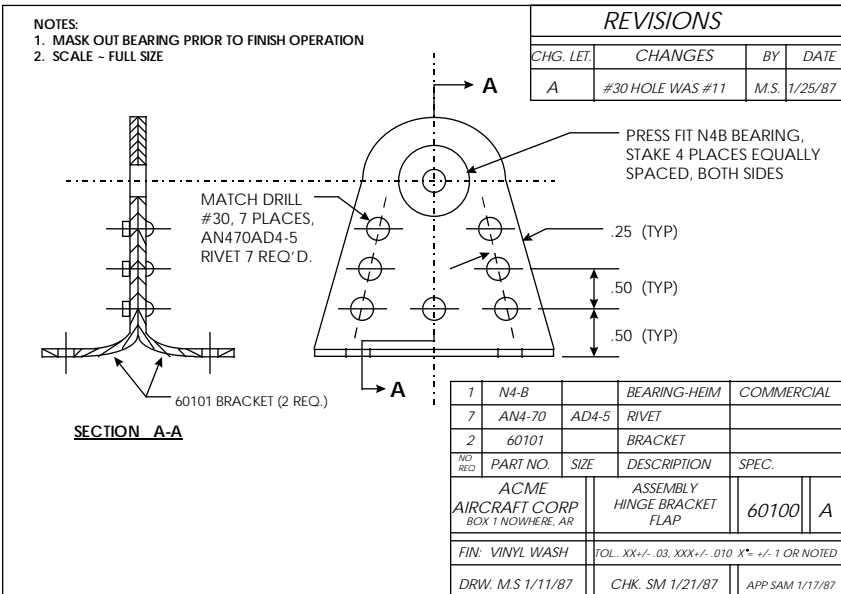 NOTES:
1. MASK OUT BEARING PRIOR TO FINISH OPERATION
2. SCALE ~ FULL SIZE
REVISIONS
CHG. LET. CHANGES BY DATE
A #30 HOLE WAS #11 M.S. 1/25/87
A
PRESS FIT N4B BEARING,
STAKE 4 PLACES EQUALLY
SPACED, BOTH SIDES
MATCH DRILL
#30, 7 PLACES,
AN470AD4-5
RIVET 7 REQ'D.
.25 (TYP)
.50 (TYP)
.50 (TYP)
A
60101 BRACKET (2 REQ.)
SECTION A-A
1 N4-B BEARING-HEIM COMMERCIAL
7 AN4-70 AD4-5 RIVET
2 60101 BRACKET
NO REQ PART NO. SIZE DESCRIPTION SPEC.
ACME
AIRCRAFT CORP
BOX 1 NOWHERE, AR
ASSEMBLY
HINGE BRACKET
FLAP
60100 A
FIN: VINYL WASH TOL.. XX+/- .03, XXX+/- .010 X°= +/- 1 OR NOTED
DRW. M.S 1/11/87 CHK. SM 1/21/87 APP SAM 1/17/87